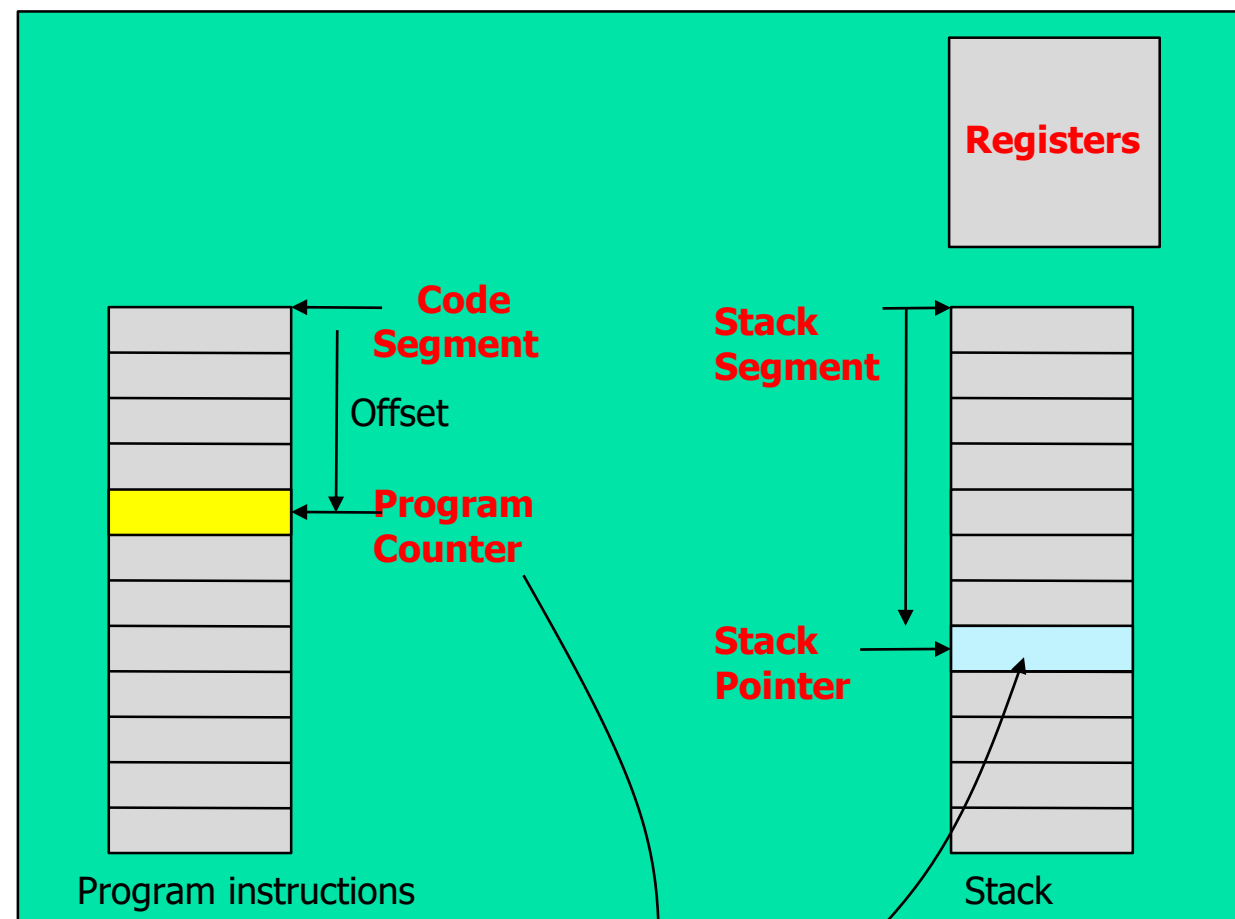 Registers
Code
Segment
Stack
Segment
Offset
Program
Counter
Stack
Pointer
Program instructions
Stack